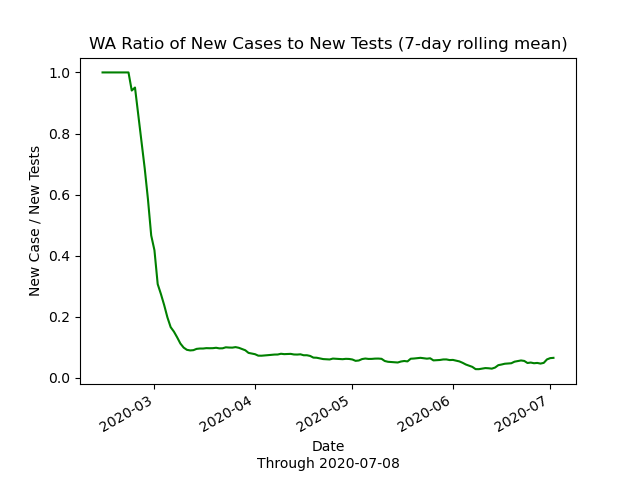 WA Ratio of New Cases to New Tests (7-day rolling mean)
1.0
0.8
0.6
0.4
0.2
0.0
New Case / New Tests
2020-03
2020-04
2020-05
2020-06
2020-07
Date
Through 2020-07-08